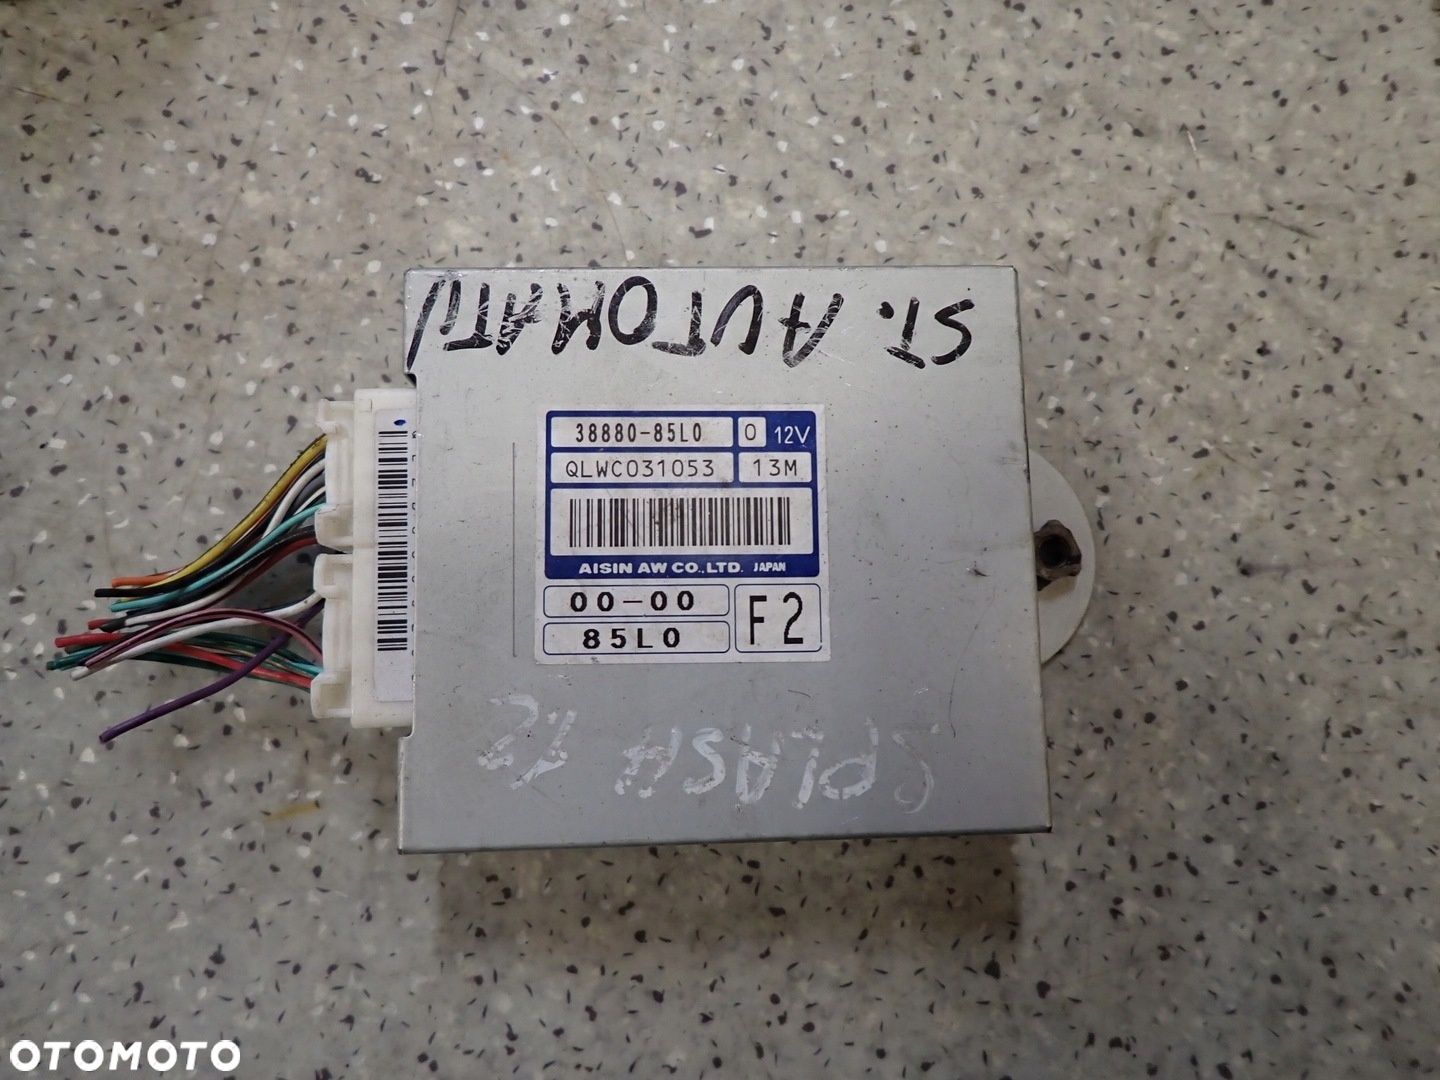 ST. AUTOMATU
38880-85L0 0 12V
QLWC031053 13M
AISIN AW CO.,LTD. JAPAN
00-00 F2
85L0
SPLASH 1.2
OTOMOTO